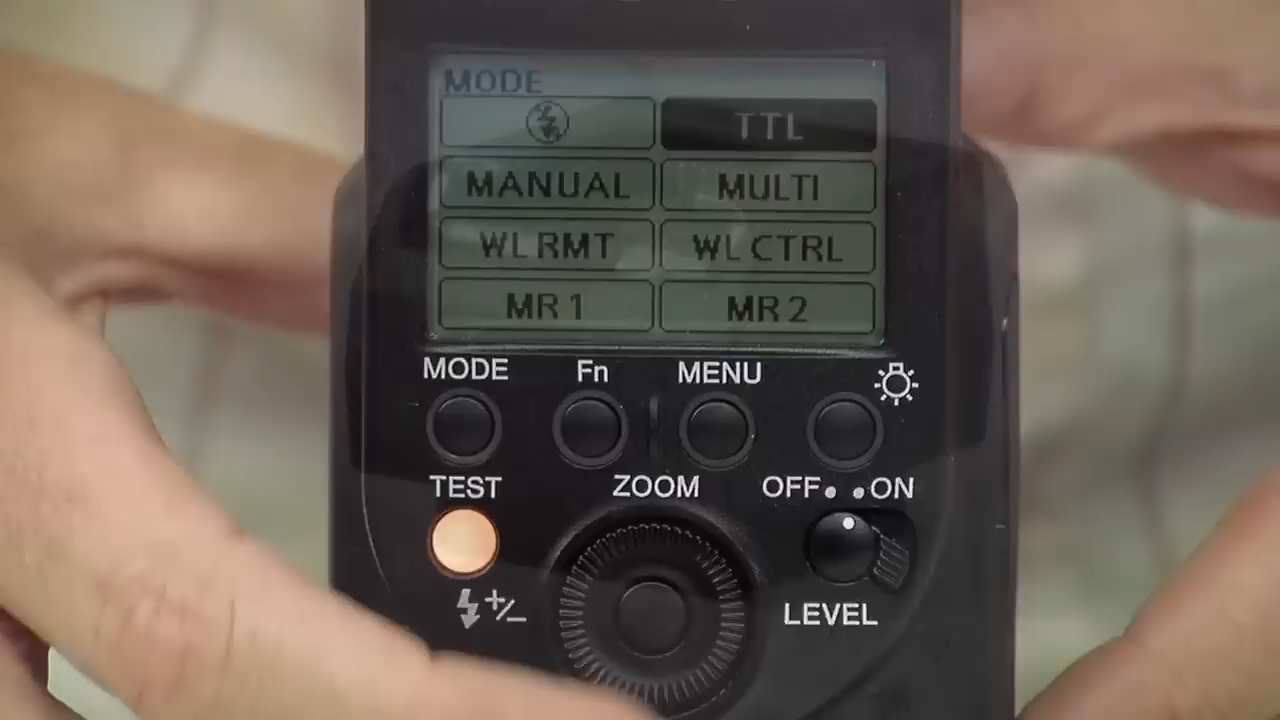 MODE
TTL
MANUAL MULTI
WL RMT WL CTRL
MR 1 MR 2
MODE Fn MENU
TEST ZOOM OFF ON
+/−
LEVEL